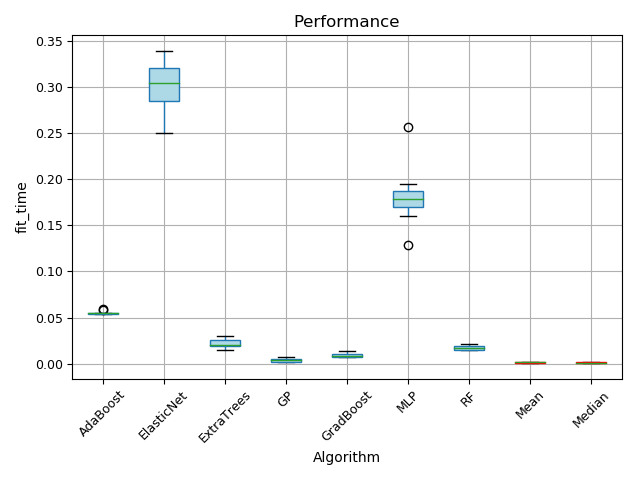 Performance
0.35
0.30
0.25
0.20
0.15
0.10
0.05
0.00
fit_time
AdaBoost
ElasticNet
ExtraTrees
GP
GradBoost
MLP
RF
Mean
Median
Algorithm